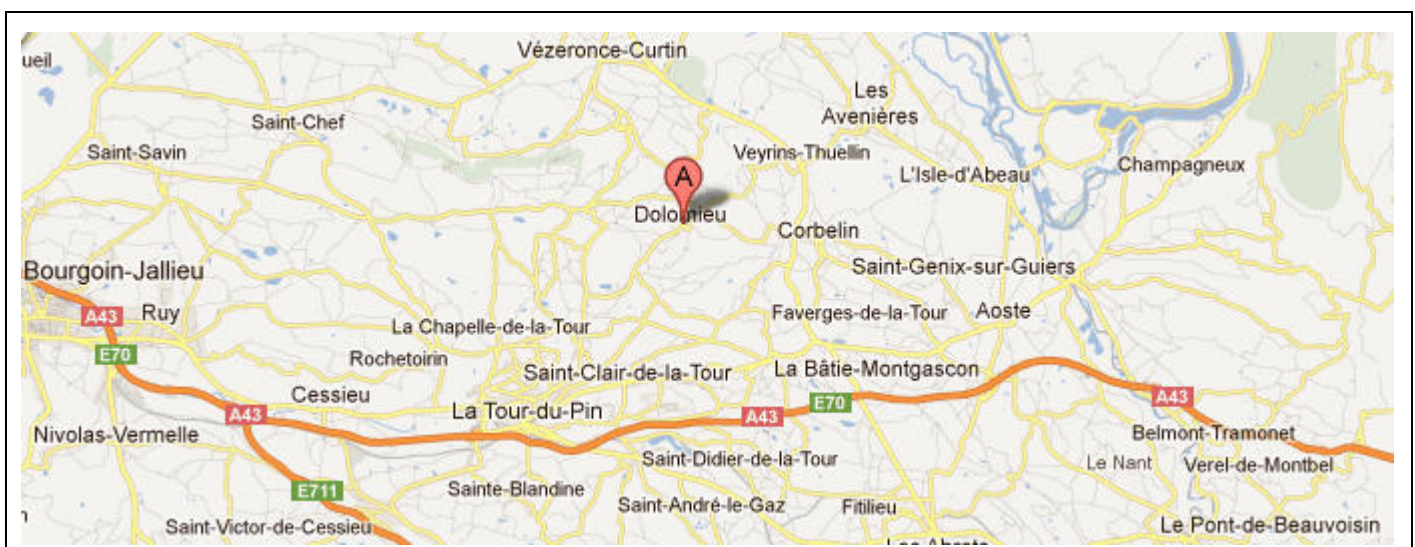 Vézeronce-Curtin
ueil
Les
Avenières
Saint-Chef
Saint-Savin
Veyrins-Thuellin
Champagneux
L'Isle-d'Abeau
A
Dolomieu
Corbelin
Bourgoin-Jallieu
Saint-Genix-sur-Guiers
A43
Ruy
Faverges-de-la-Tour
Aoste
La Chapelle-de-la-Tour
E70
Rochetoirin
Saint-Clair-de-la-Tour
La Bâtie-Montgascon
Cessieu
A43
La Tour-du-Pin
A43
E70
A43
Nivolas-Vermelle
Belmont-Tramonet
Saint-Didier-de-la-Tour
Le Nant
Verel-de-Montbel
E711
Sainte-Blandine
Saint-André-le-Gaz
Fitilieu
Saint-Victor-de-Cessieu
Le Pont-de-Beauvoisin